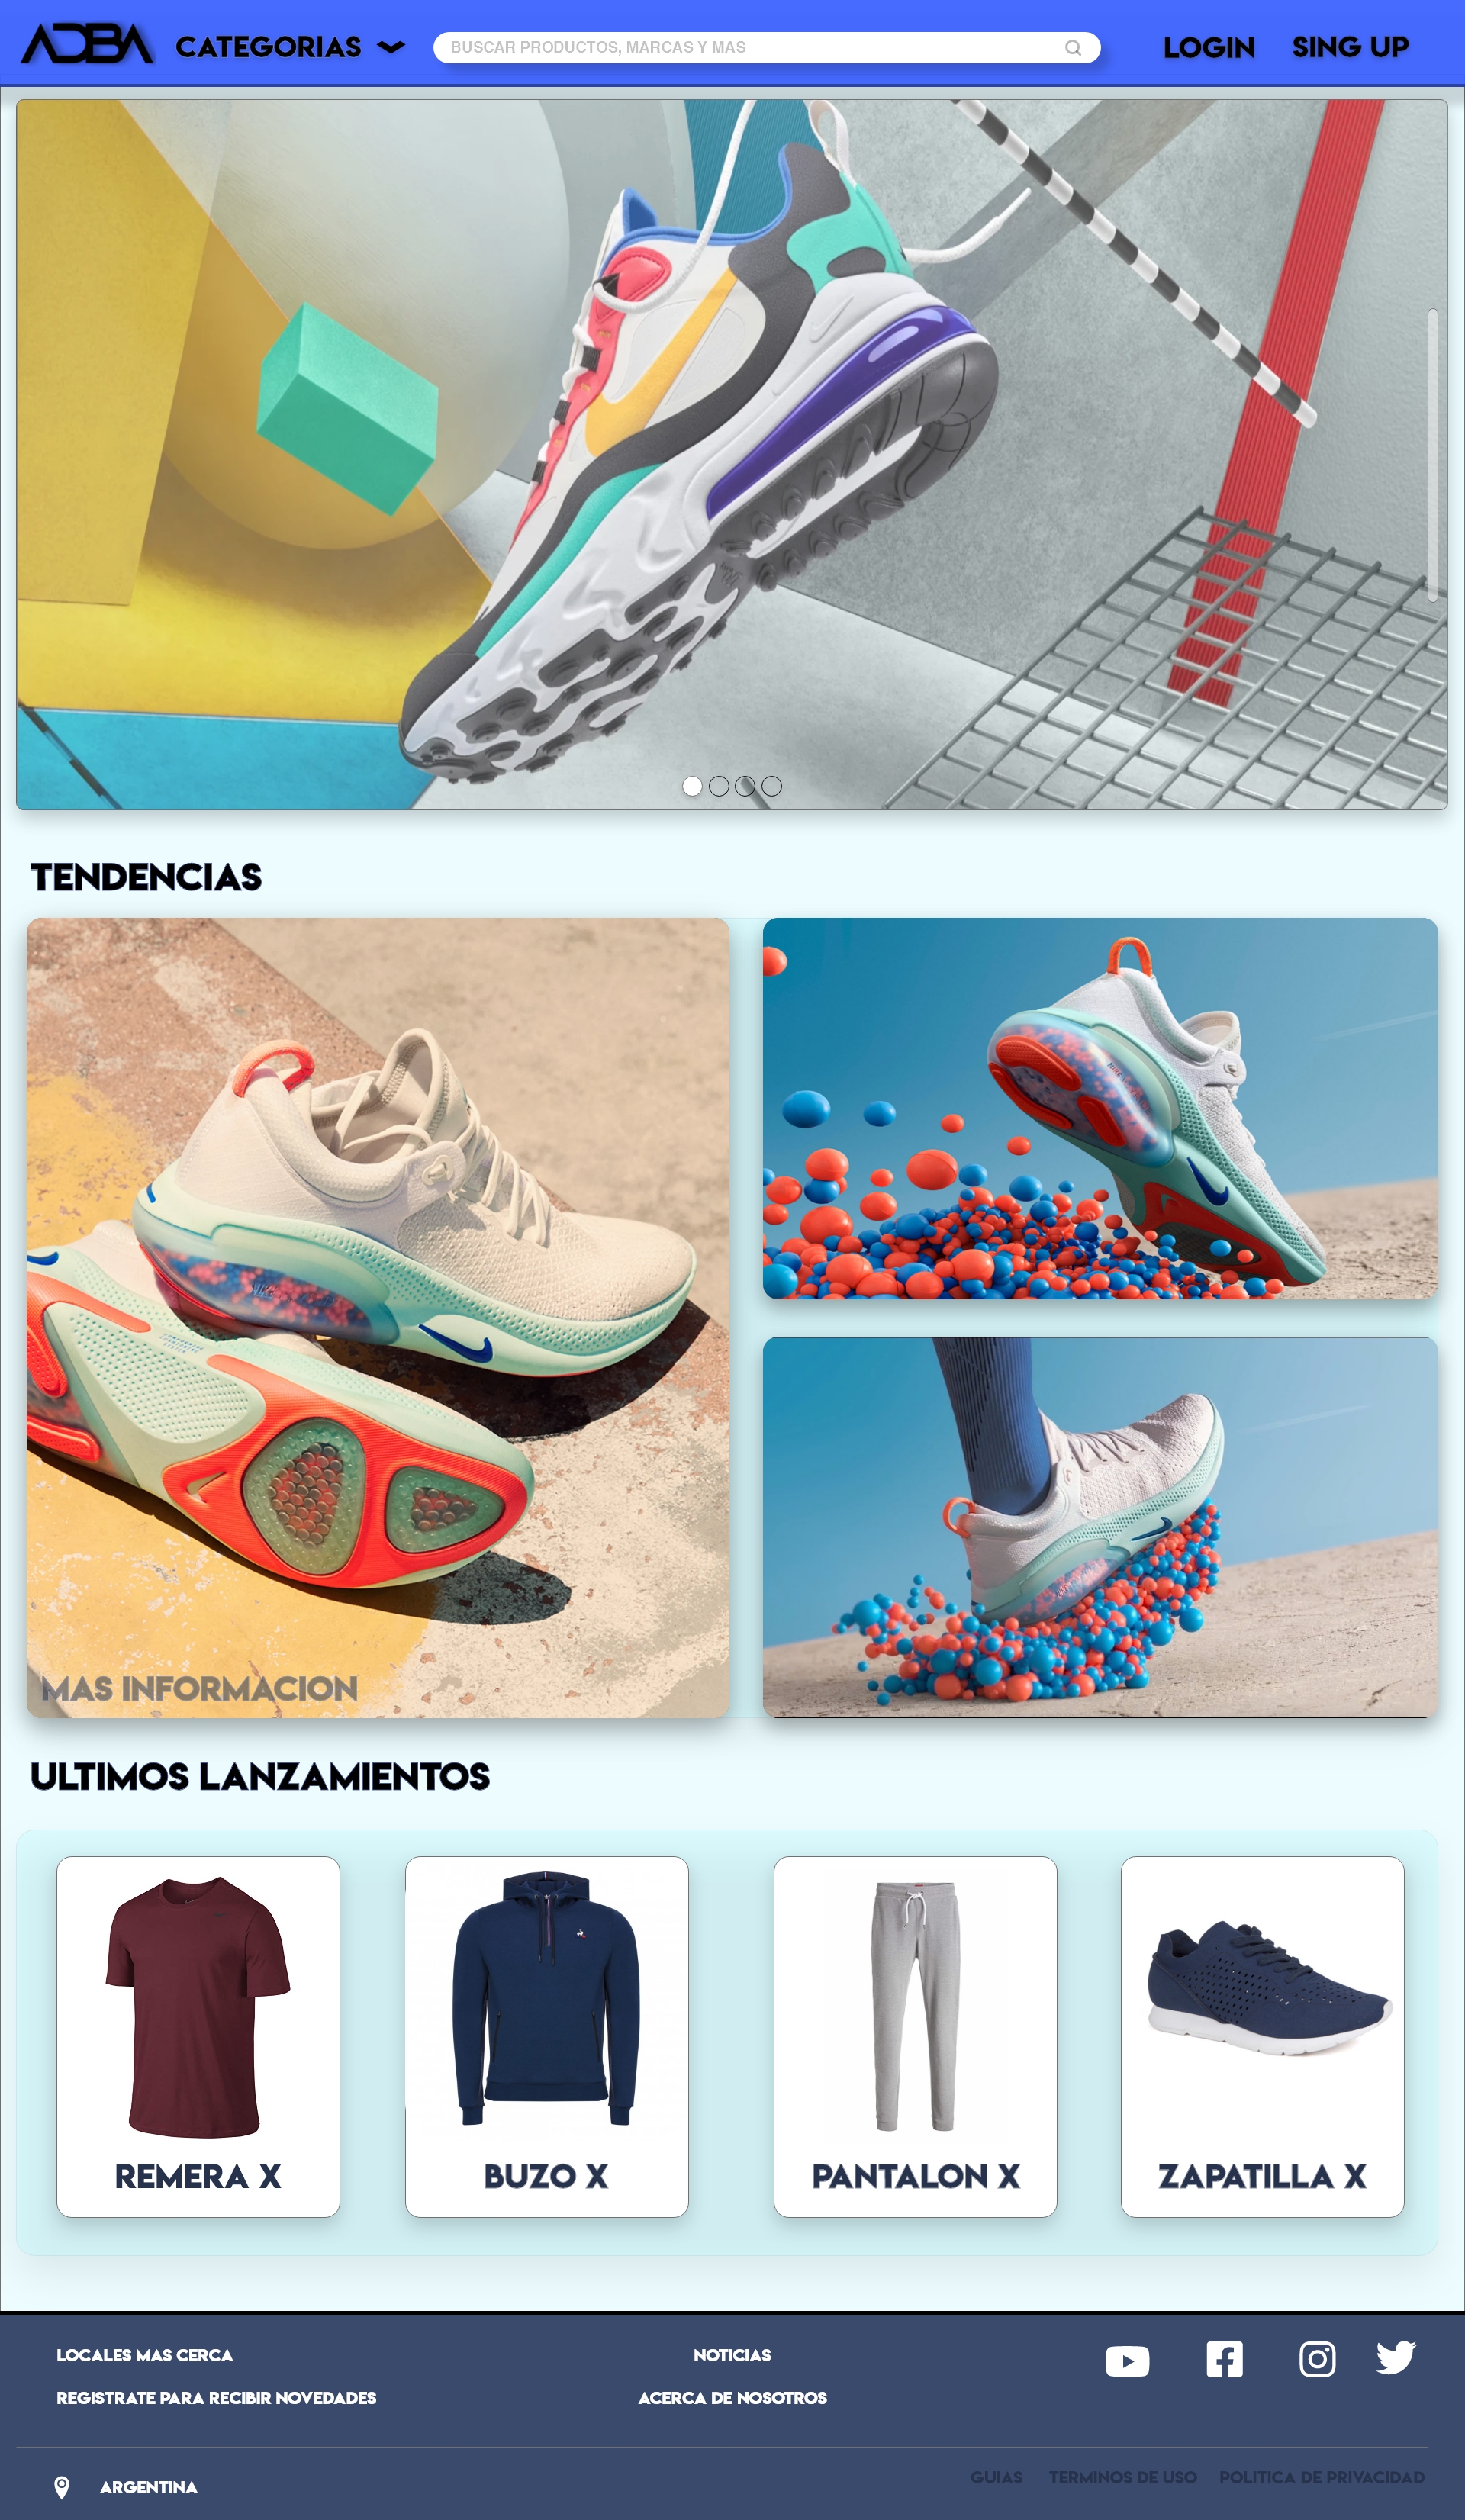 ADBA CATEGORIAS BUSCAR PRODUCTOS, MARCAS Y MAS LOGIN SING UP
TENDENCIAS
MAS INFORMACION
ULTIMOS LANZAMIENTOS
REMERA X BUZO X PANTALON X ZAPATILLA X
LOCALES MAS CERCA NOTICIAS
REGISTRATE PARA RECIBIR NOVEDADES ACERCA DE NOSOTROS
GUIAS TERMINOS DE USO POLITICA DE PRIVACIDAD
ARGENTINA